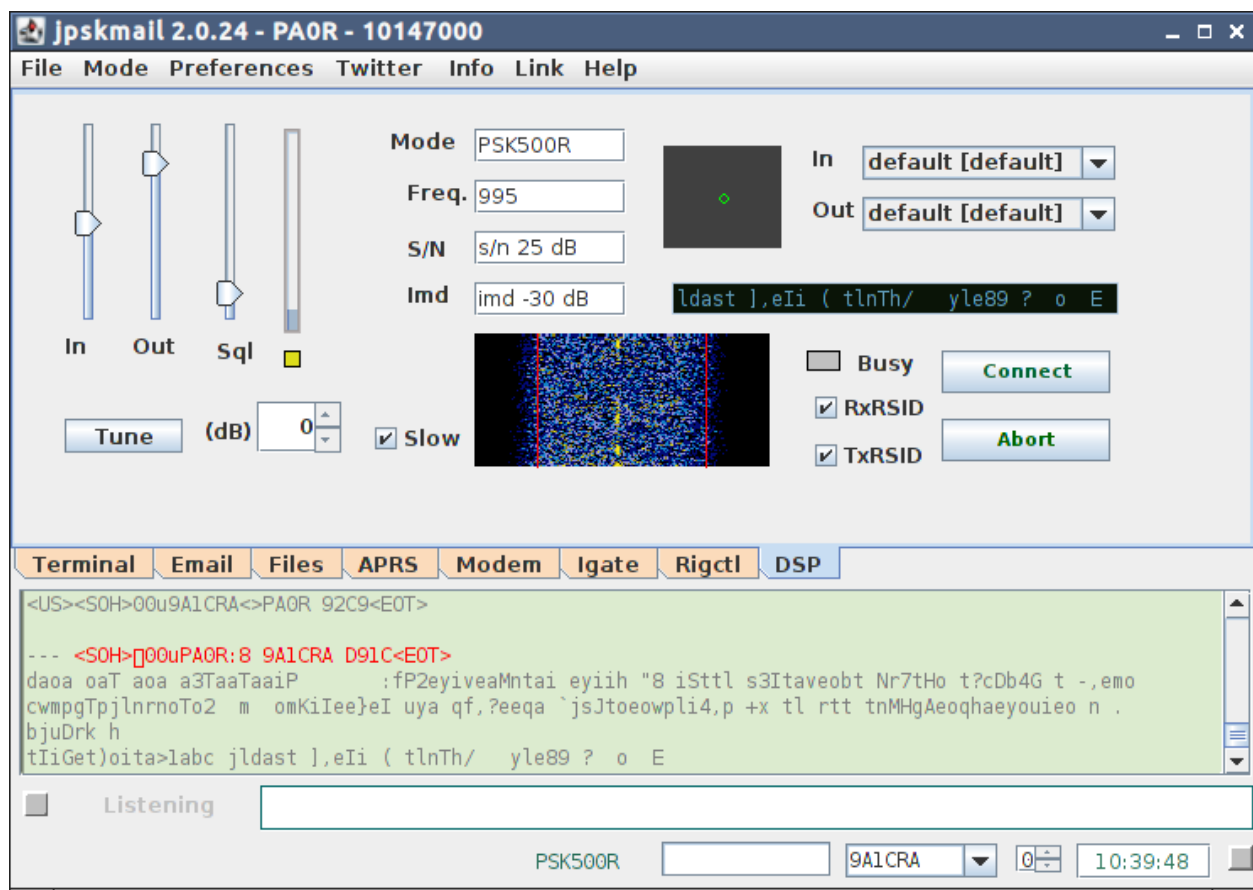 jpskmail 2.0.24 - PA0R - 10147000
File Mode Preferences Twitter Info Link Help
Mode PSK500R
Freq. 995
S/N s/n 25 dB
Imd imd -30 dB
In default [default]
Out default [default]
ldast ],eIi ( tlnTh/   yle89 ?  o  E
In Out Sql
Busy
Connect
RxRSID
Tune (dB) 0 Slow
TxRSID
Abort
Terminal Email Files APRS Modem Igate Rigctl DSP
<US><SOH>00u9A1CRA<>PA0R 92C9<EOT>
--- <SOH>▯00uPA0R:8 9A1CRA D91C<EOT>
daoa oaT aoa a3TaaTaaiP       :fP2eyiveaMntai eyiih "8 iSttl s3Itaveobt Nr7tHo t?cDb4G t -,emo
cwmpgTpjlnrnoTo2  m  omKiIee}eI uya qf,?eeqa `jsJtoeowpli4,p +x tl rtt tnMHgAeoqhaeyouieo n .
bjuDrk h
tIiGet)oita>1abc jldast ],eIi ( tlnTh/   yle89 ?  o  E
Listening
PSK500R 9A1CRA 0 10:39:48